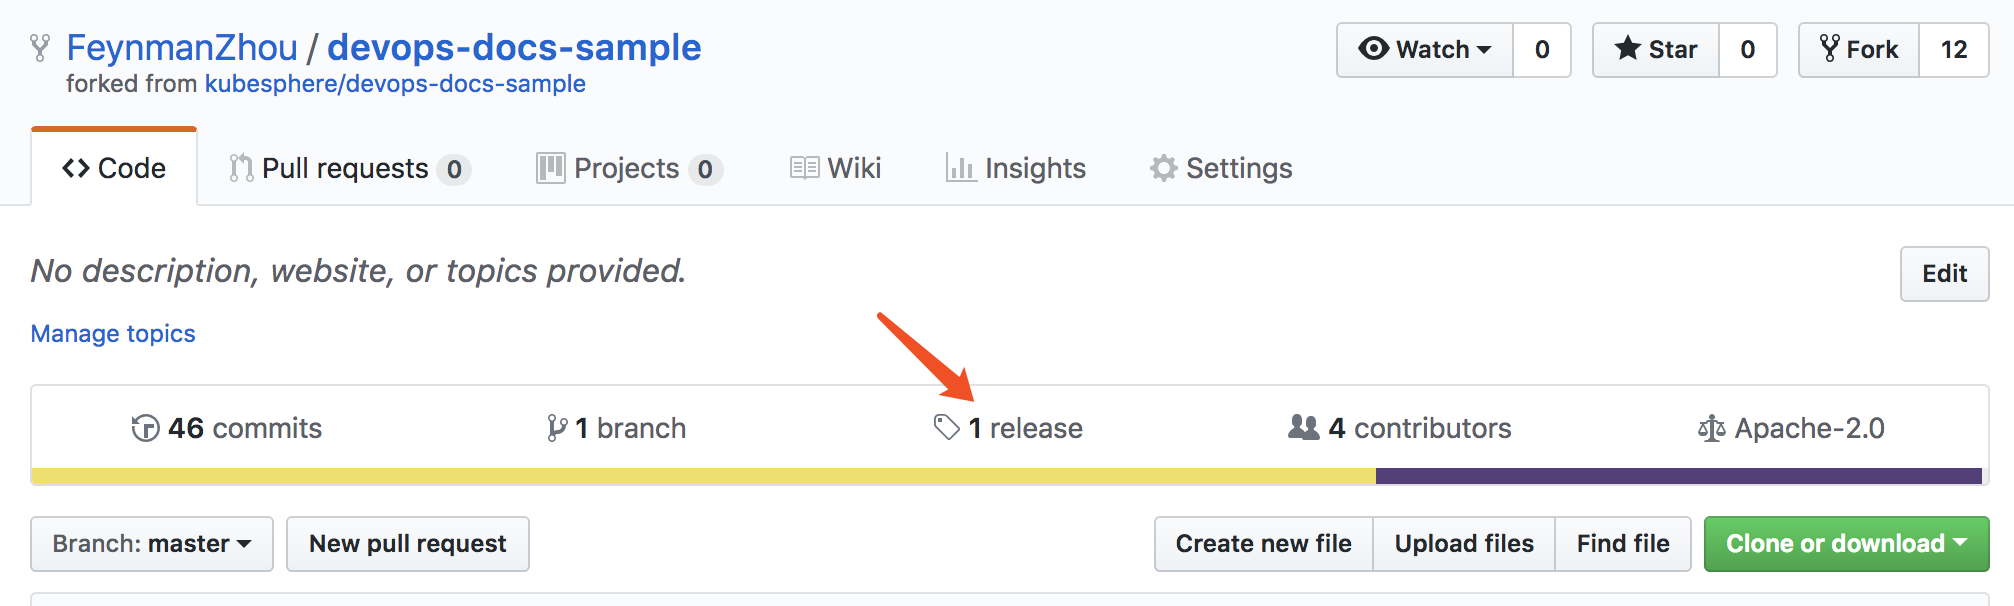 FeynmanZhou / devops-docs-sample
forked from kubesphere/devops-docs-sample
Watch 0 Star 0 Fork 12
Code Pull requests 0 Projects 0 Wiki Insights Settings
No description, website, or topics provided.
Edit
Manage topics
46 commits 1 branch 1 release 4 contributors Apache-2.0
Branch: master New pull request Create new file Upload files Find file Clone or download